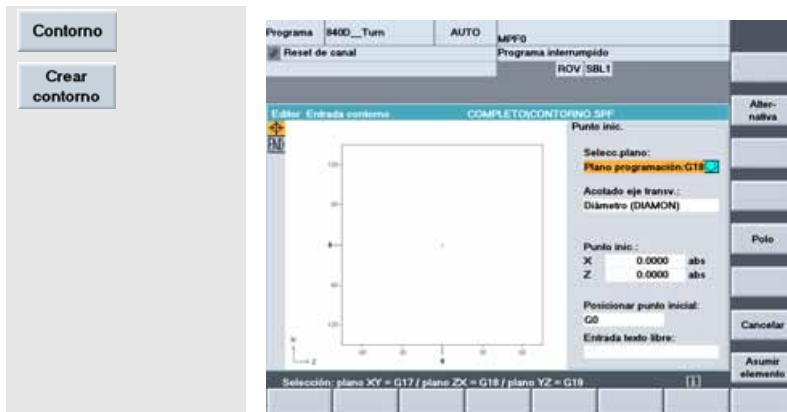 Contorno
Crear
contorno
Programa 840D__Turn AUTO MPF0
Reset de canal Programa interrumpido
ROV SBL1
Editor Entrada contorno COMPLETO\CONTORNO.SPF
END
Punto inic.
Selecc.plano:
Plano programación:G18
Acotado eje transv.:
Diámetro (DIAMON)
Punto inic.:
X 0.0000 abs
Z 0.0000 abs
Posicionar punto inicial:
G0
Entrada texto libre:
X
Z
Selección: plano XY = G17 / plano ZX = G18 / plano YZ = G19
Alter-
nativa
Polo
Cancelar
Asumir
elemento